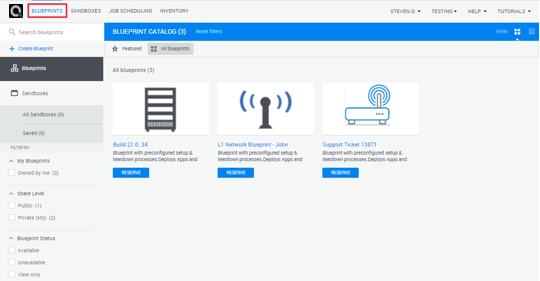 BLUEPRINTS SANDBOXES JOB SCHEDULING INVENTORY STEVEN G TESTING HELP TUTORIALS
Search blueprints
BLUEPRINT CATALOG (3) Reset filters VIEW:
+ Create Blueprint
Featured All blueprints
Blueprints
All blueprints (3)
Sandboxes
All Sandboxes (0)
Saved (0)
FILTER BY
My Blueprints
Owned by me (2)
Share Level
Public (1)
Private (My) (2)
Blueprint Status
Available
Unavailable
View only
Build 21.0..34
Blueprint with preconfigured setup &
teardown processes.Deploys Apps and
RESERVE
L1 Network Blueprint - John
Blueprint with preconfigured setup &
teardown processes.Deploys Apps and
RESERVE
Support Ticket 13871
Blueprint with preconfigured setup &
teardown processes.Deploys Apps and
RESERVE